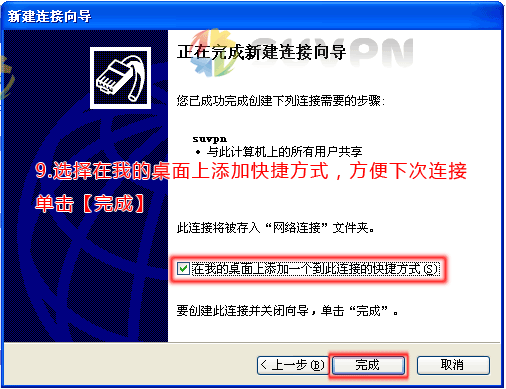 新建连接向导
正在完成新建连接向导
您已成功完成创建下列连接需要的步骤:
suvpn
• 与此计算机上的所有用户共享
9.选择在我的桌面上添加快捷方式，方便下次连接
单击【完成】
此连接将被存入“网络连接”文件夹。
在我的桌面上添加一个到此连接的快捷方式(S)
要创建此连接并关闭向导，单击“完成”。
< 上一步(B)
完成
取消